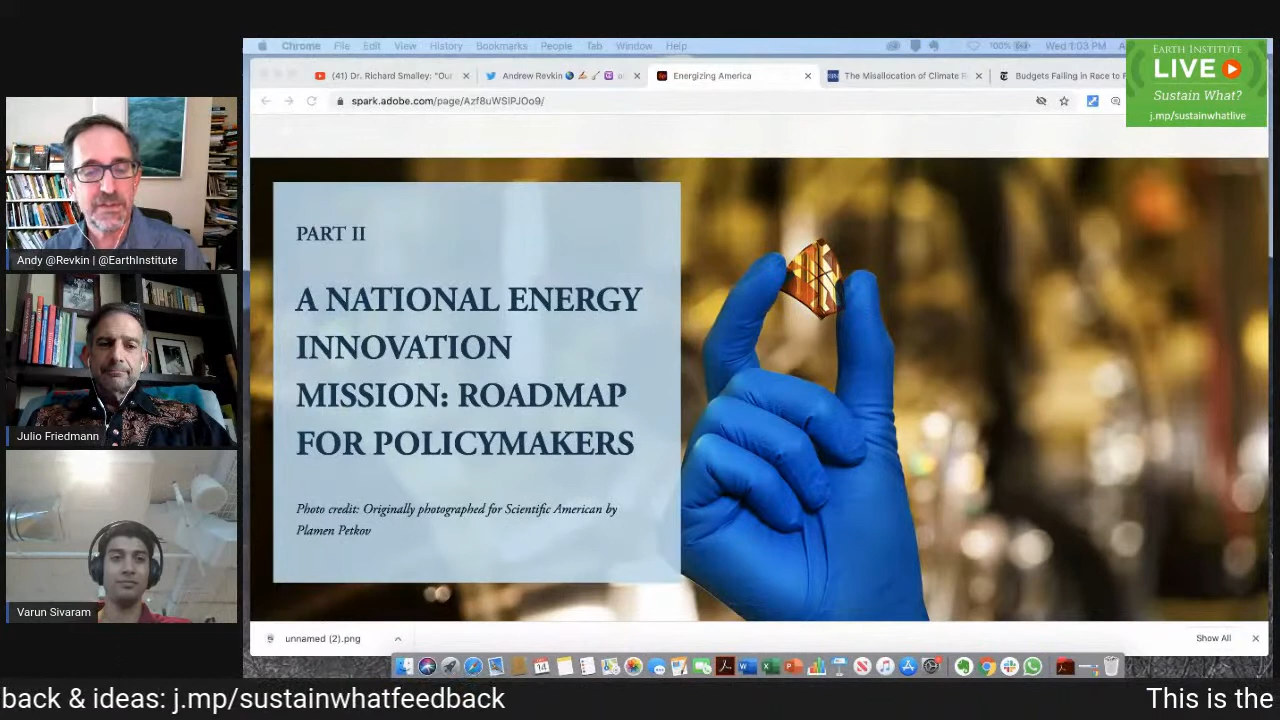 Chrome File Edit View History Bookmarks People Tab Window Help 100% Wed 1:03 PM
(41) Dr. Richard Smalley: "Our
Andrew Revkin
Energizing America
The Misallocation of Climate
Budgets Falling in Race to
spark.adobe.com/page/Azf8uWSlPJOo9/
EARTH INSTITUTE
LIVE
Sustain What?
j.mp/sustainwhatlive
Andy @Revkin | @EarthInstitute
Julio Friedmann
Varun Sivaram
PART II
A NATIONAL ENERGY
INNOVATION
MISSION: ROADMAP
FOR POLICYMAKERS
Photo credit: Originally photographed for Scientific American by
Plamen Petkov
unnamed (2).png
Show All
back & ideas: j.mp/sustainwhatfeedback
This is the